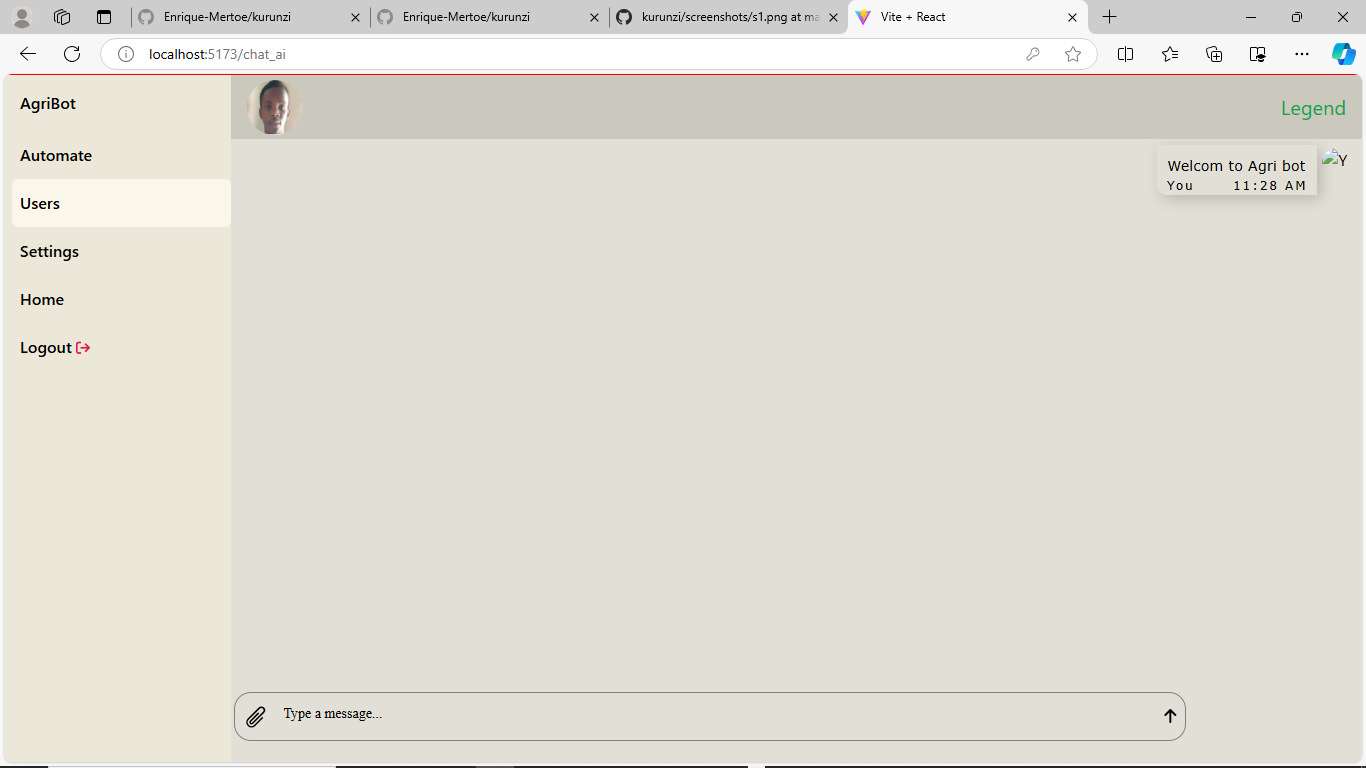 Enrique-Mertoe/kurunzi
Enrique-Mertoe/kurunzi
kurunzi/screenshots/s1.png at ma
Vite + React
localhost:5173/chat_ai
AgriBot
Automate
Users
Settings
Home
Logout
Legend
Welcom to Agri bot
You 11:28 AM
Y
Type a message...